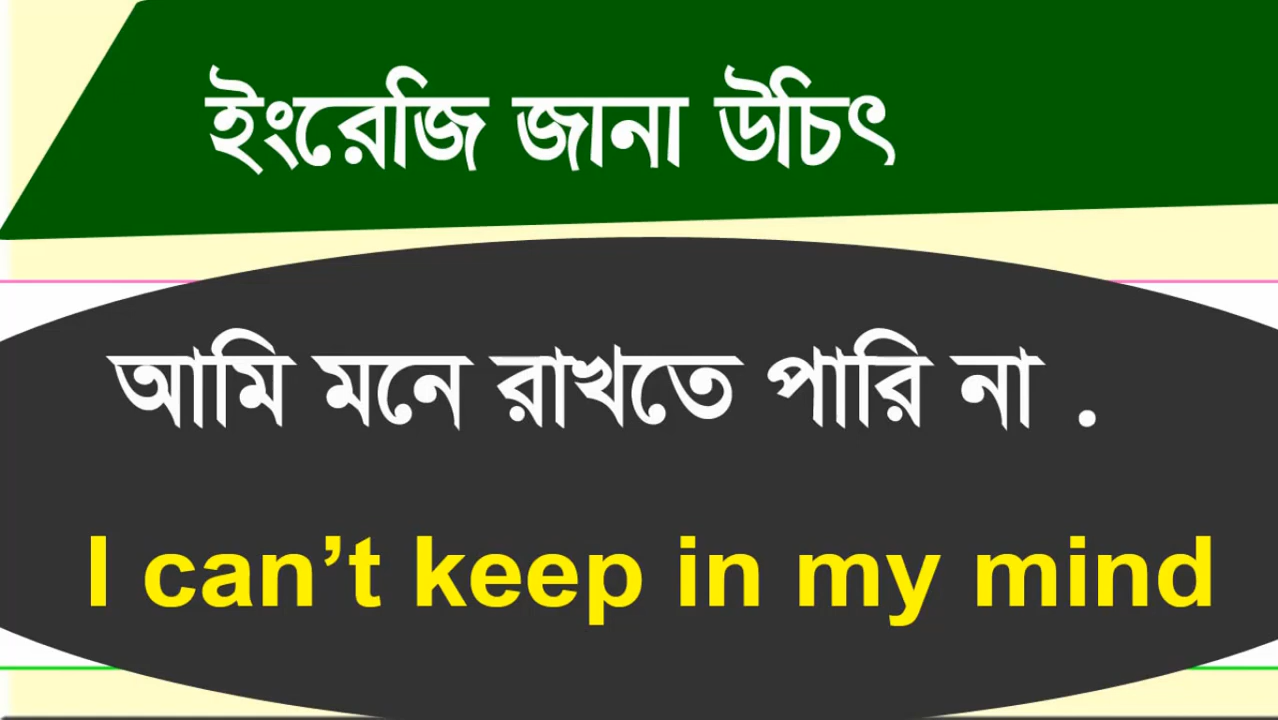 ইংরেজি জানা উচিৎ
আমি মনে রাখতে পারি না .
I can’t keep in my mind